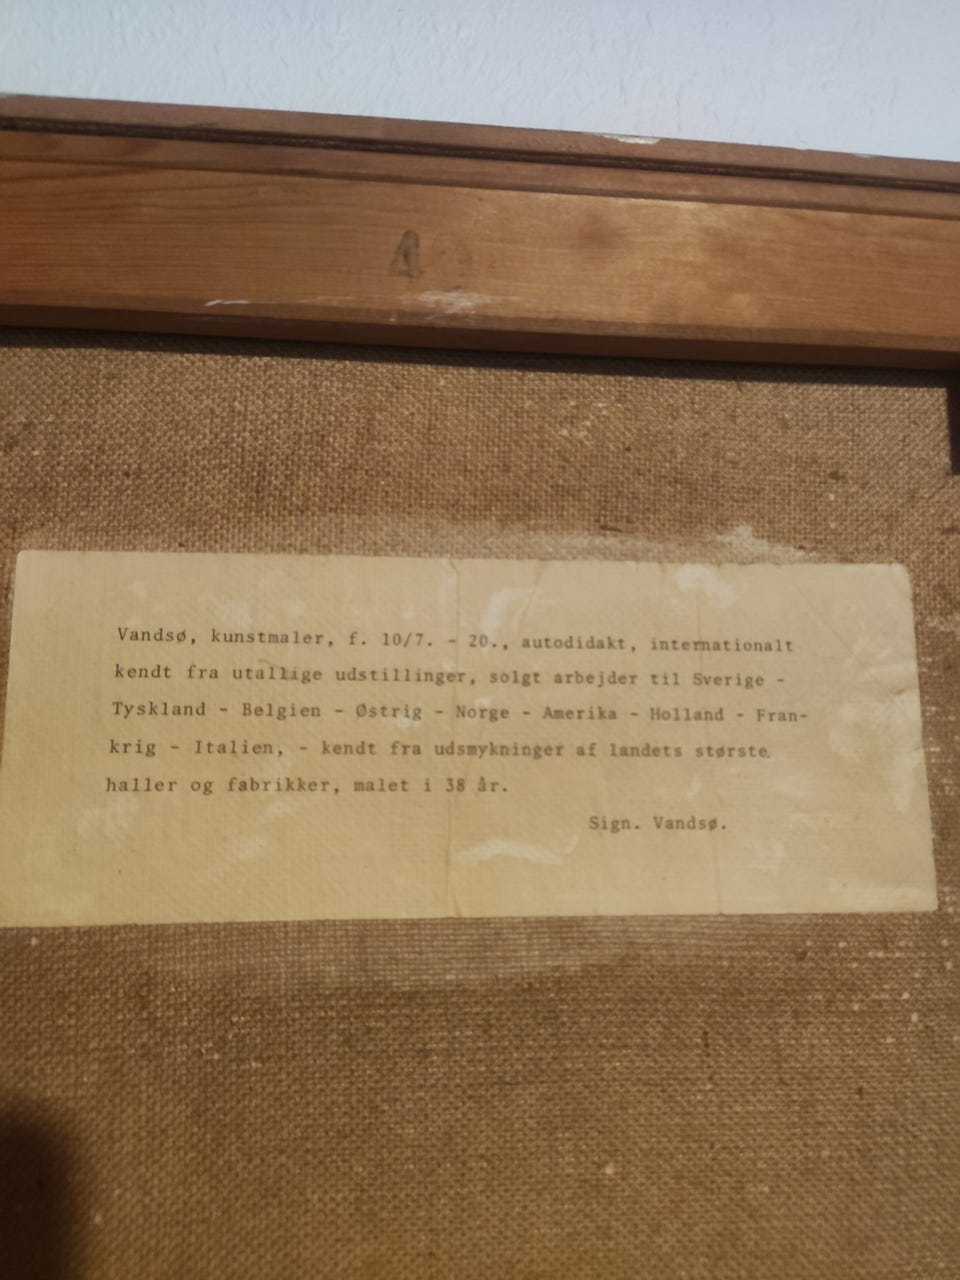 4
Vandsø, kunstmaler, f. 10/7. - 20., autodidakt, internationalt
kendt fra utallige udstillinger, solgt arbejder til Sverige -
Tyskland - Belgien - Østrig - Norge - Amerika - Holland - Fran-
krig - Italien, - kendt fra udsmykninger af landets største
haller og fabrikker, malet i 38 år.
Sign. Vandsø.